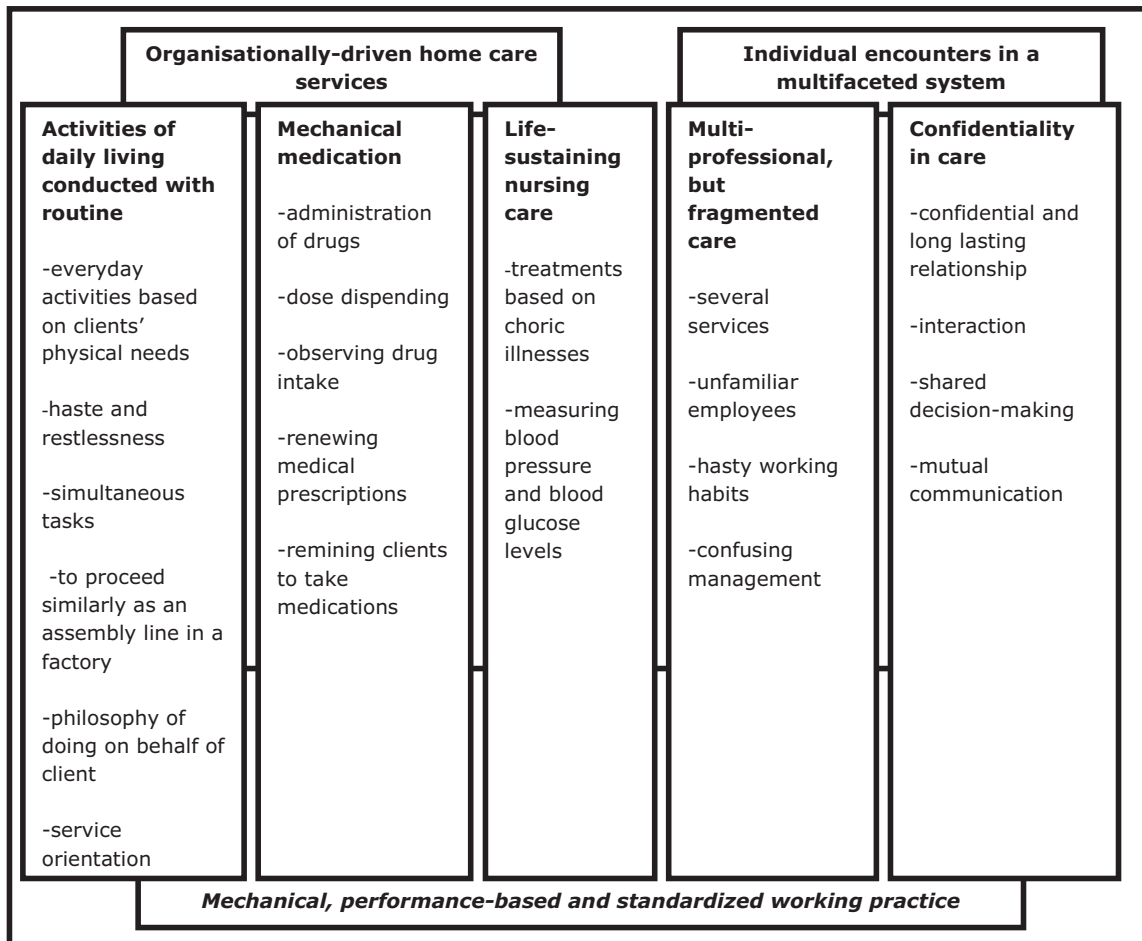 Organisationally-driven home care
services
Individual encounters in a
multifaceted system
Activities of
daily living
conducted with
routine
-everyday
activities based
on clients’
physical needs
-haste and
restlessness
-simultaneous
tasks
-to proceed
similarly as an
assembly line in a
factory
-philosophy of
doing on behalf of
client
-service
orientation
Mechanical
medication
-administration
of drugs
-dose dispending
-observing drug
intake
-renewing
medical
prescriptions
-remining clients
to take
medications
Life-
sustaining
nursing
care
-treatments
based on
choric
illnesses
-measuring
blood
pressure
and blood
glucose
levels
Multi-
professional,
but
fragmented
care
-several
services
-unfamiliar
employees
-hasty working
habits
-confusing
management
Confidentiality
in care
-confidential and
long lasting
relationship
-interaction
-shared
decision-making
-mutual
communication
Mechanical, performance-based and standardized working practice